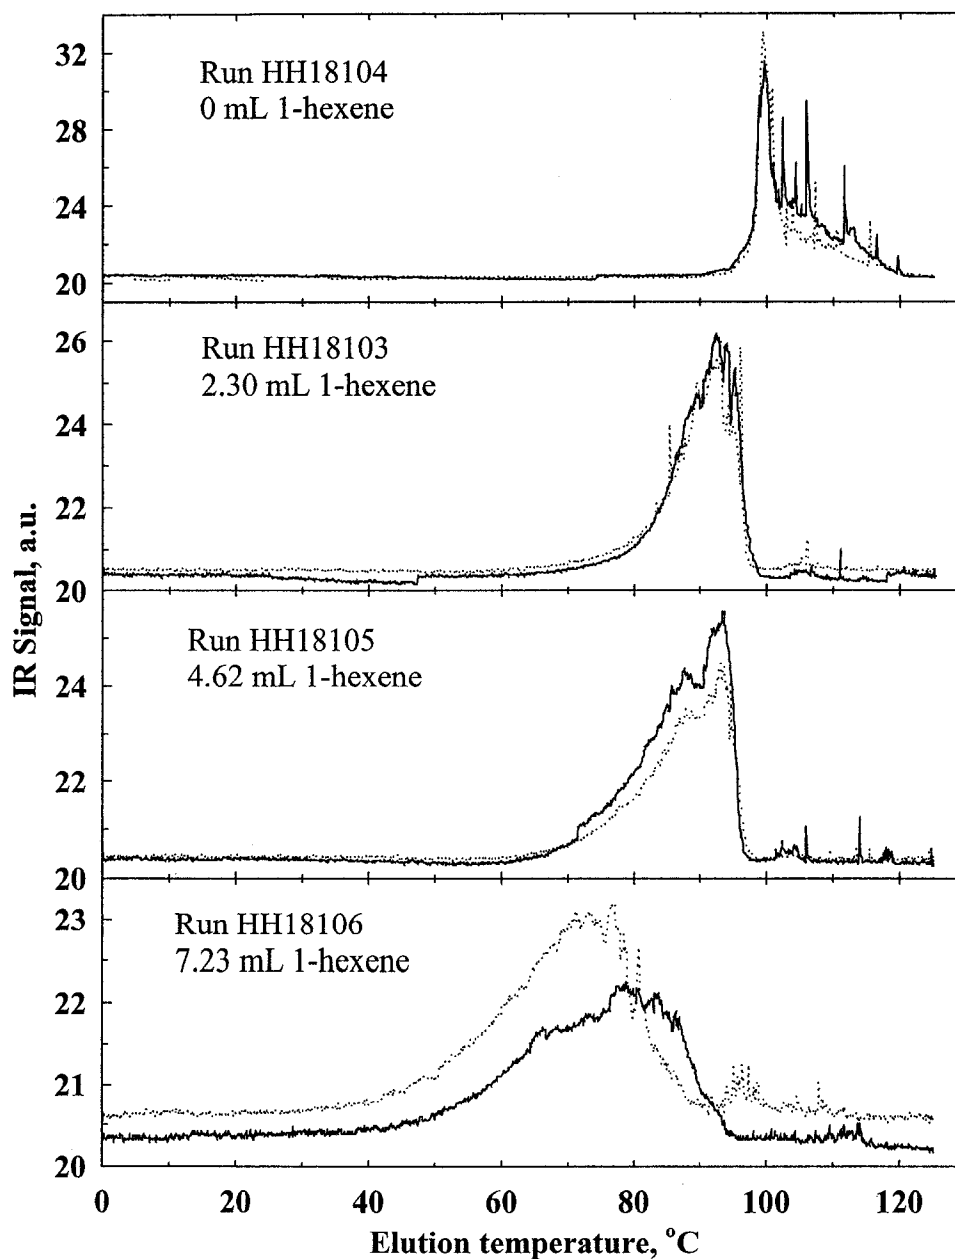 32
28
24
20
Run HH18104
0 mL 1-hexene
26
24
22
20
Run HH18103
2.30 mL 1-hexene
24
22
20
Run HH18105
4.62 mL 1-hexene
23
22
21
20
Run HH18106
7.23 mL 1-hexene
IR Signal, a.u.
0 20 40 60 80 100 120
Elution temperature, °C